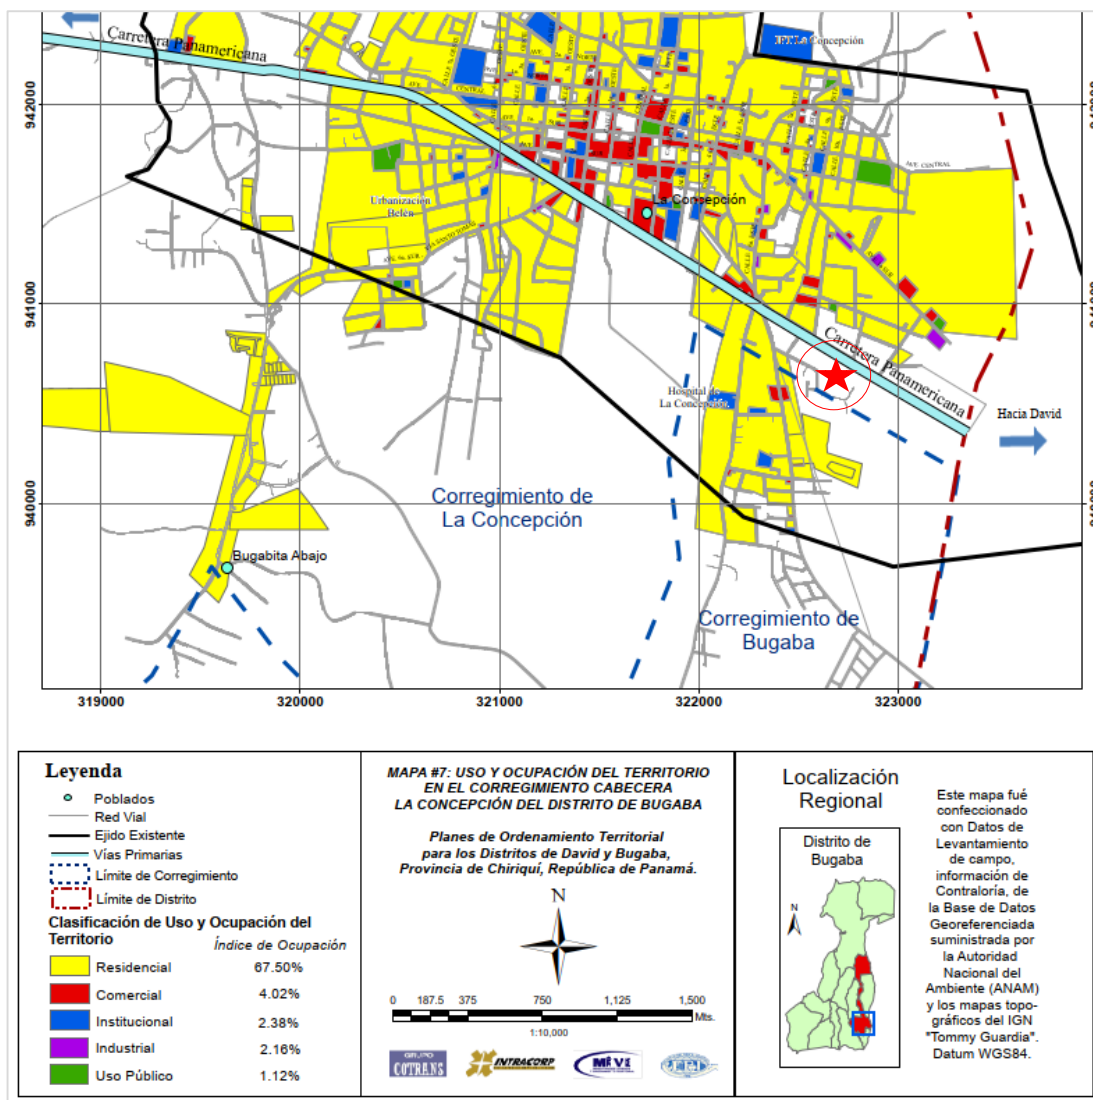 Carretera Panamericana
La Concepción
AVE. CENTRAL
CENTRAL
Urbanización
Belén
La Concepción
AVE. CENTRAL
942000
941000
940000
Carretera Panamericana
Hospital de
La Concepción
Hacia David
Corregimiento de
La Concepción
Bugabita Abajo
Corregimiento de
Bugaba
319000
320000
321000
322000
323000
Leyenda
Poblados
Red Vial
Ejido Existente
Vías Primarias
Límite de Corregimiento
Límite de Distrito
Clasificación de Uso y Ocupación del
Territorio
Índice de Ocupación
Residencial 67.50%
Comercial 4.02%
Institucional 2.38%
Industrial 2.16%
Uso Público 1.12%
MAPA #7: USO Y OCUPACIÓN DEL TERRITORIO
EN EL CORREGIMIENTO CABECERA
LA CONCEPCIÓN DEL DISTRITO DE BUGABA
Planes de Ordenamiento Territorial
para los Distritos de David y Bugaba,
Provincia de Chiriquí, República de Panamá.
N
0 187.5 375 750 1,125 1,500
Mts.
1:10,000
GRUPO
COTRANS
INTRACORP
Localización
Regional
Distrito de
Bugaba
N
Este mapa fué
confeccionado
con Datos de
Levantamiento
de campo,
información de
Contraloría, de
la Base de Datos
Georeferenciada
suministrada por
la Autoridad
Nacional del
Ambiente (ANAM)
y los mapas topo-
gráficos del IGN
"Tommy Guardia".
Datum WGS84.